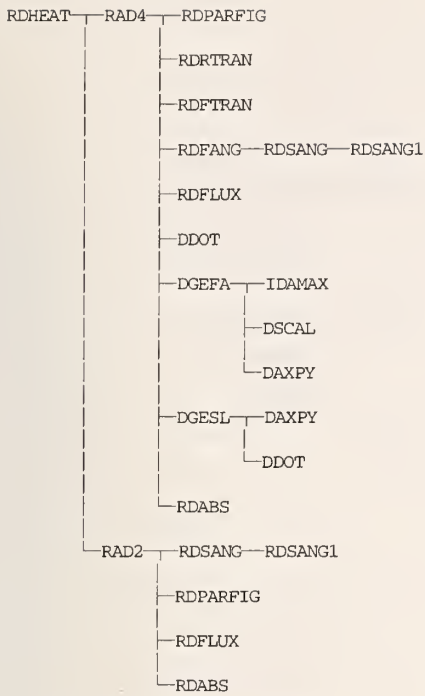 RDHEAT RAD4 RDPARFIG
RDRTRAN
RDFTRAN
RDFANG RDSANG RDSANG1
RDFLUX
DDOT
DGEFA IDAMAX
DSCAL
DAXPY
DGESL DAXPY
DDOT
RDABS
RAD2 RDSANG RDSANG1
RDPARFIG
RDFLUX
RDABS